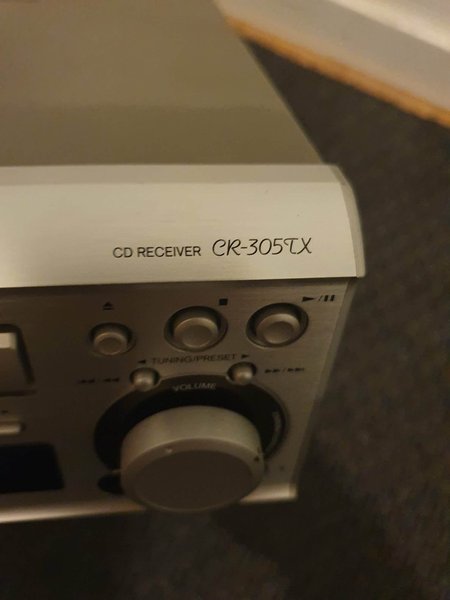 CD RECEIVER CR-305TX
TUNING/PRESET
VOLUME